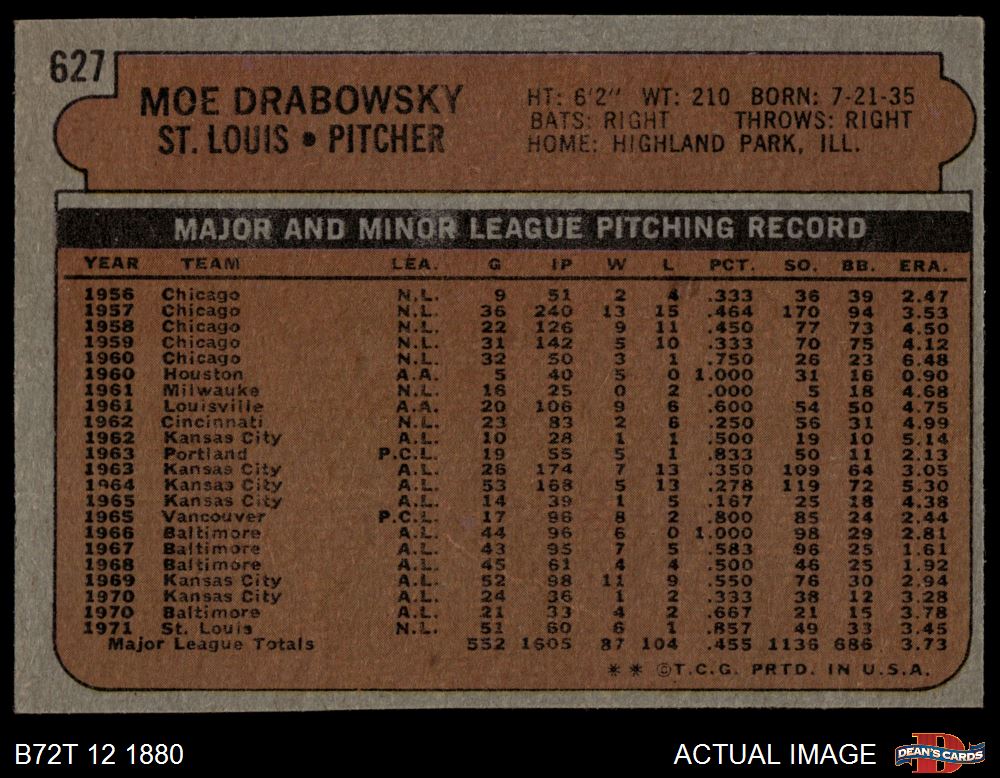 627
MOE DRABOWSKY
ST. LOUIS • PITCHER
HT: 6'2" WT: 210 BORN: 7-21-35
BATS: RIGHT THROWS: RIGHT
HOME: HIGHLAND PARK, ILL.
MAJOR AND MINOR LEAGUE PITCHING RECORD
YEAR TEAM LEA. G IP W L PCT. SO. BB. ERA.
1956 Chicago N.L. 9 51 2 4 .333 36 39 2.47
1957 Chicago N.L. 36 240 13 15 .464 170 94 3.53
1958 Chicago N.L. 22 126 9 11 .450 77 73 4.50
1959 Chicago N.L. 31 142 5 10 .333 70 75 4.12
1960 Chicago N.L. 32 50 3 1 .750 26 23 6.48
1960 Houston A.A. 5 40 5 0 1.000 31 16 0.90
1961 Milwauke N.L. 16 25 0 2 .000 5 18 4.68
1961 Louisville A.A. 20 106 9 6 .600 54 50 4.75
1962 Cincinnati N.L. 23 83 2 6 .250 56 31 4.99
1962 Kansas City A.L. 10 28 1 1 .500 19 10 5.14
1963 Portland P.C.L. 19 55 5 1 .833 50 11 2.13
1963 Kansas City A.L. 26 174 7 13 .350 109 64 3.05
1964 Kansas City A.L. 53 168 5 13 .278 119 72 5.30
1965 Kansas City A.L. 14 39 1 5 .167 25 18 4.38
1965 Vancouver P.C.L. 17 96 8 2 .800 85 24 2.44
1966 Baltimore A.L. 44 96 6 0 1.000 98 29 2.81
1967 Baltimore A.L. 43 95 7 5 .583 96 25 1.61
1968 Baltimore A.L. 45 61 4 4 .500 46 25 1.92
1969 Kansas City A.L. 52 98 11 9 .550 76 30 2.94
1970 Kansas City A.L. 24 36 1 2 .333 38 12 3.28
1970 Baltimore A.L. 21 33 4 2 .667 21 15 3.78
1971 St. Louis N.L. 51 60 6 1 .857 49 33 3.45
Major League Totals 552 1605 87 104 .455 1136 686 3.73
* * ©T.C.G. PRTD. IN U.S.A.
B72T 12 1880
ACTUAL IMAGE
DEAN'S CARDS